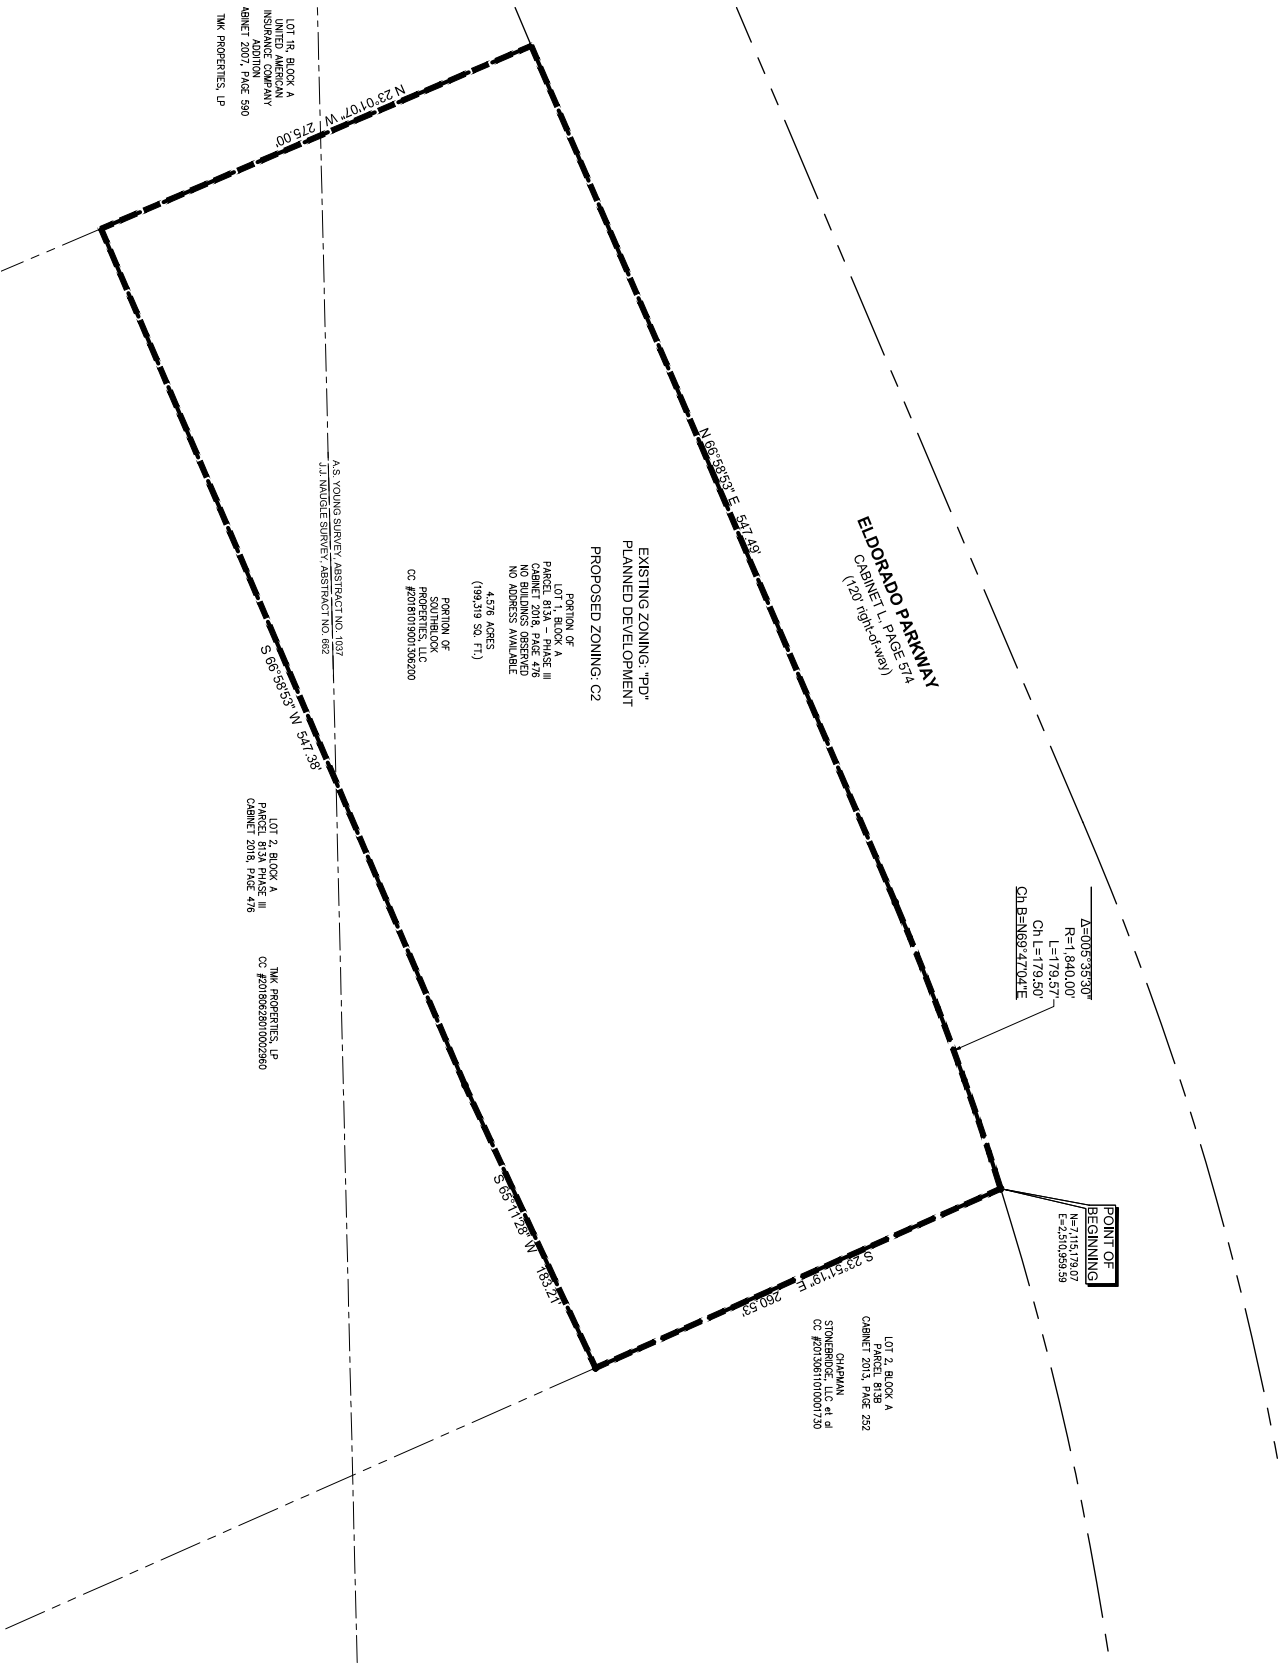 LOT 1R, BLOCK A
UNITED AMERICAN
INSURANCE COMPANY
ADDITION
ABINET 2007, PAGE 590
TMK PROPERTIES, LP
N 23°01'07" W 275.00'
N 66°58'53" E 547.49'
ELDORADO PARKWAY
CABINET L, PAGE 574
(120' right-of-way)
Δ=005°35'30"
R=1,840.00'
L=179.57'
Ch L=179.50'
Ch B=N69°47'04"E
POINT OF
BEGINNING
N=7,115,179.07
E=2,510,959.59
EXISTING ZONING: "PD"
PLANNED DEVELOPMENT
PROPOSED ZONING: C2
PORTION OF
LOT 1, BLOCK A
PARCEL 813A - PHASE III
CABINET 2018, PAGE 476
NO BUILDINGS OBSERVED
NO ADDRESS AVAILABLE
4.576 ACRES
(199,319 SQ. FT.)
PORTION OF
SOUTHBLOCK
PROPERTIES, LLC
CC #20181019001306200
A.S. YOUNG SURVEY, ABSTRACT NO. 1037
J.J. NAUGLE SURVEY, ABSTRACT NO. 662
S 66°58'53" W 547.38'
S 65°11'28" W 183.21'
S 23°51'19" E 260.53'
LOT 2, BLOCK A
PARCEL 813B
CABINET 2013, PAGE 252
CHAPMAN
STONEBRIDGE, LLC et al
CC #20130611010001730
LOT 2, BLOCK A
PARCEL 813A PHASE III
CABINET 2018, PAGE 476
TMK PROPERTIES, LP
CC #20180628010002960